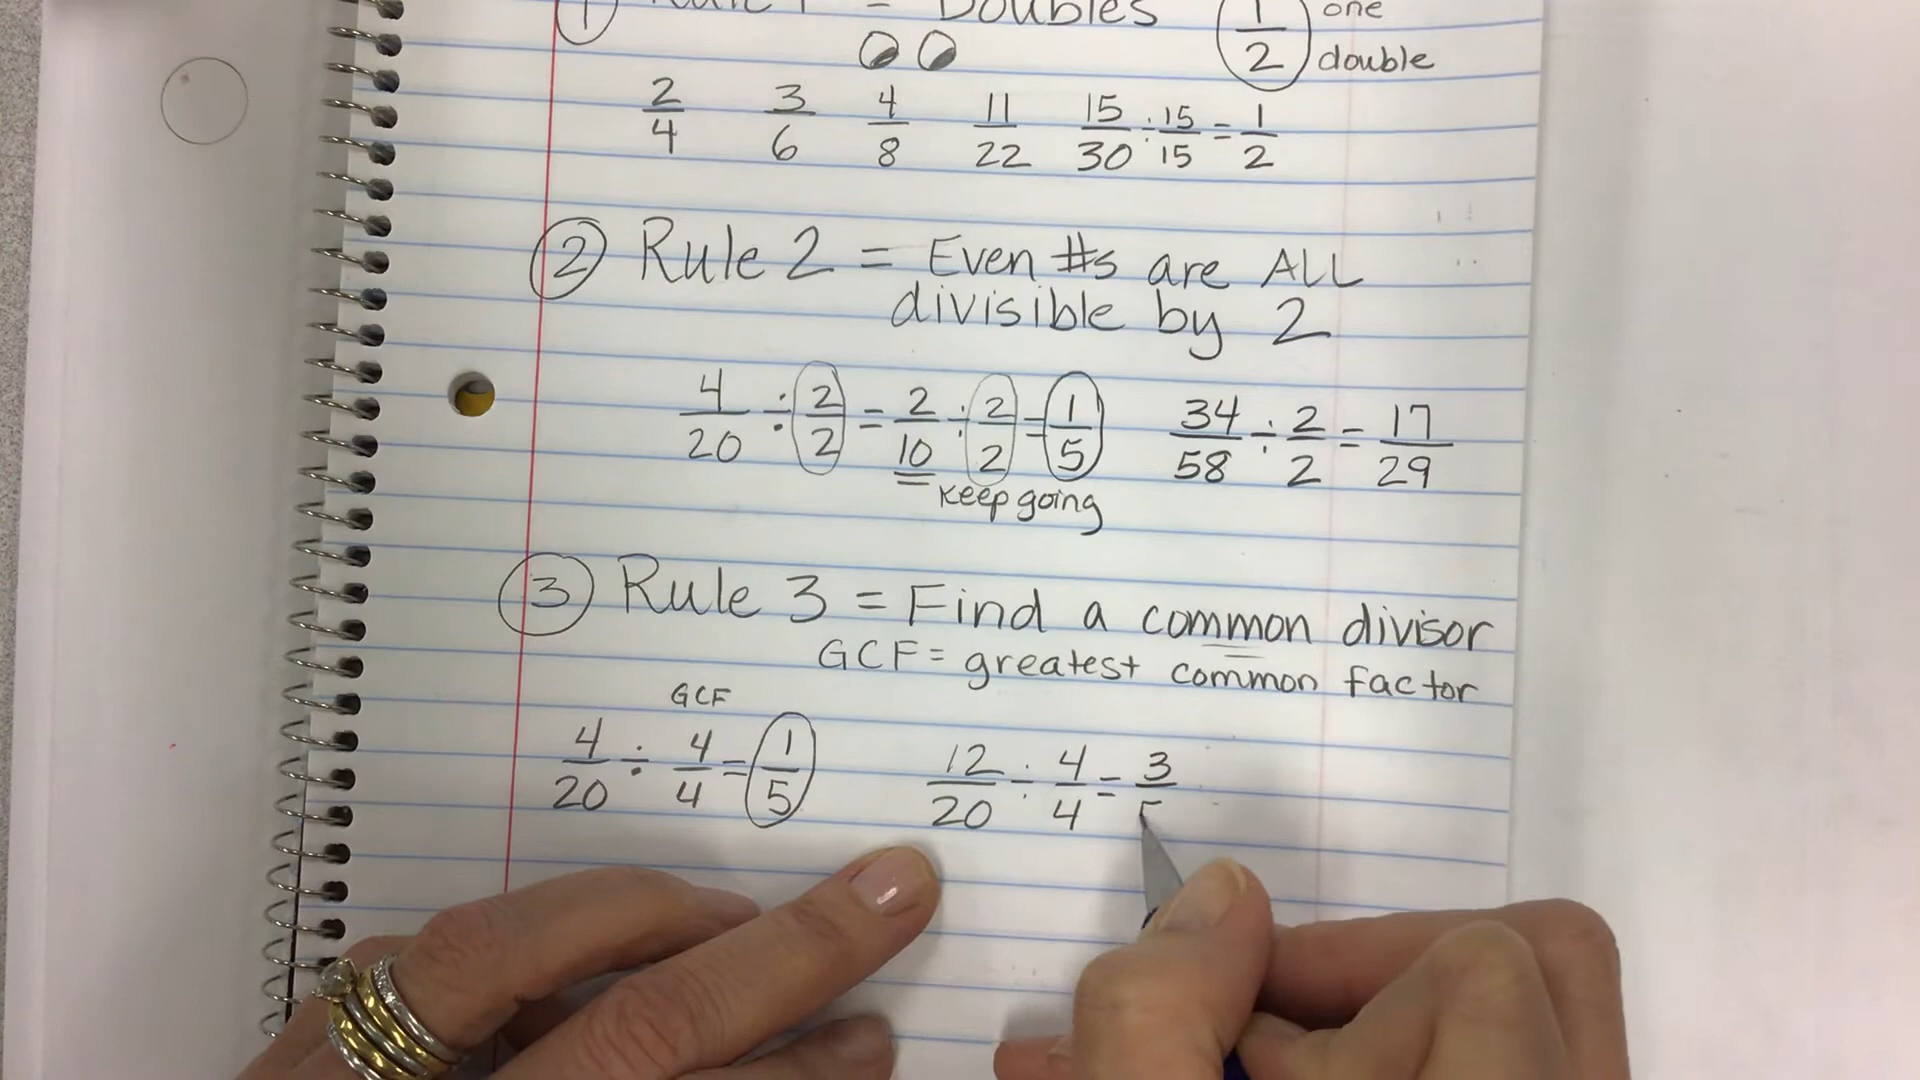 ① Rule 1 = Doubles 1/2 one double
2/4 3/6 4/8 11/22 15/30 ÷ 15/15 = 1/2
② Rule 2 = Even #s are ALL
divisible by 2
4/20 ÷ 2/2 = 2/10 ÷ 2/2 = 1/5 34/58 ÷ 2/2 = 17/29
keep going
③ Rule 3 = Find a common divisor
GCF = greatest common factor
GCF
4/20 ÷ 4/4 = 1/5 12/20 ÷ 4/4 = 3/5